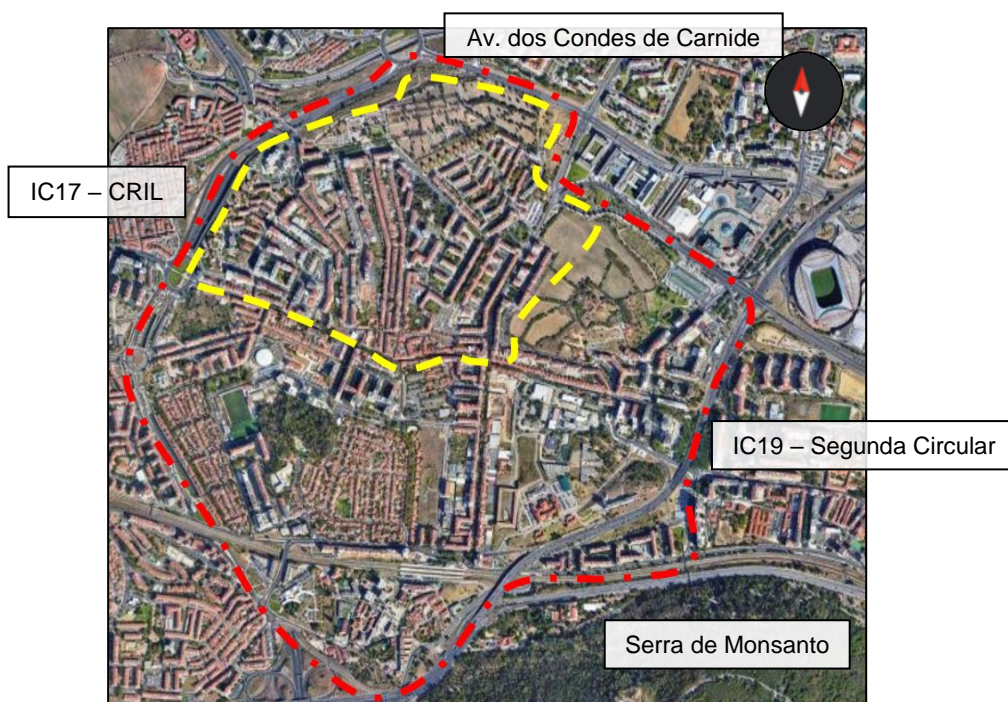 Av. dos Condes de Carnide
IC17 – CRIL
IC19 – Segunda Circular
Serra de Monsanto